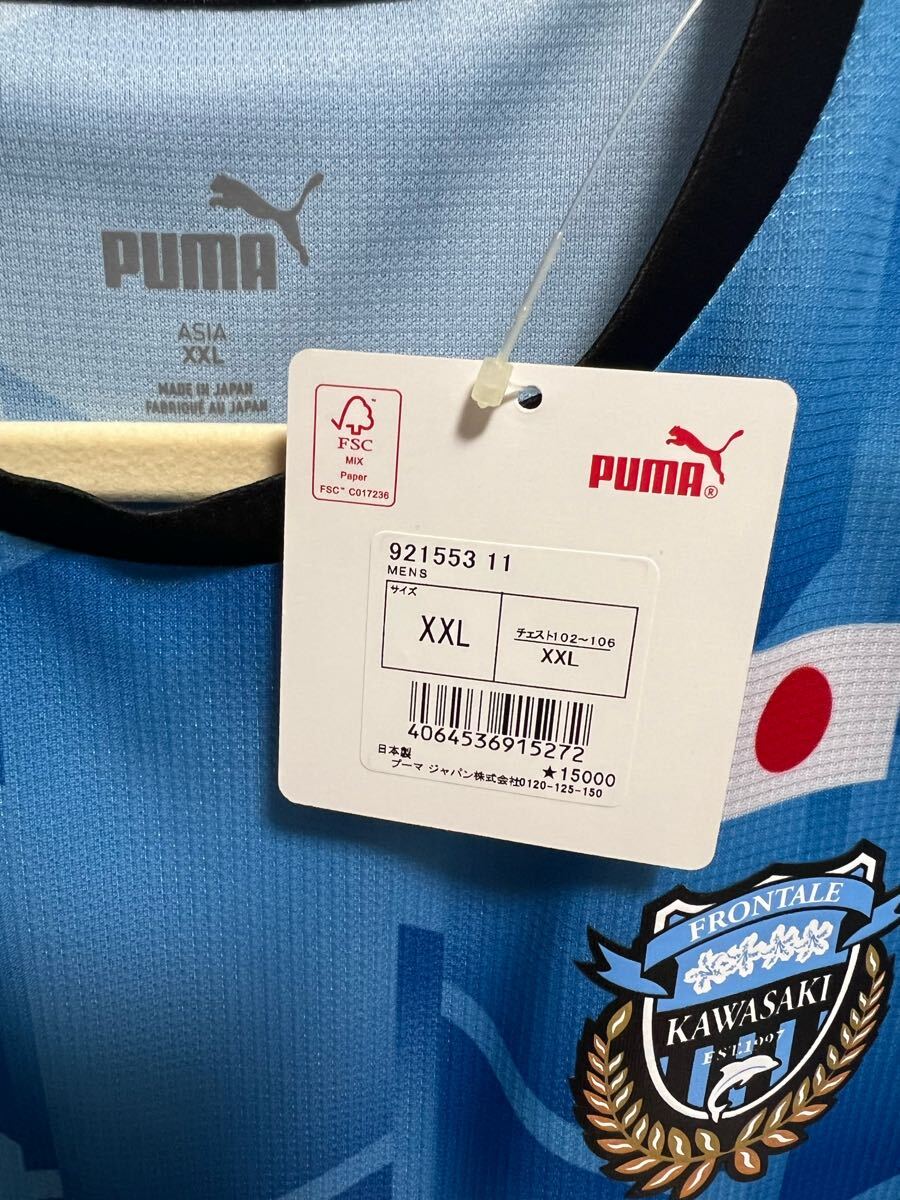 PUMA
ASIA
XXL
MADE IN JAPAN
FABRIQUÉ AU JAPAN
FSC™
MIX
Paper
FSC™ C017236
PUMA®
921553 11
MENS
サイズ
XXL
チェスト102~106
XXL
4064536915272
日本製
★15000
プーマ ジャパン株式会社0120-125-150
FRONTALE
KAWASAKI
EST.1997